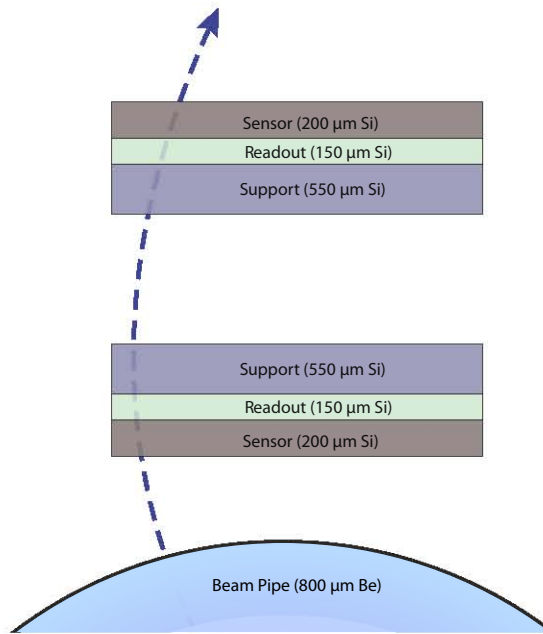 Sensor (200 µm Si)
Readout (150 µm Si)
Support (550 µm Si)
Support (550 µm Si)
Readout (150 µm Si)
Sensor (200 µm Si)
Beam Pipe (800 µm Be)